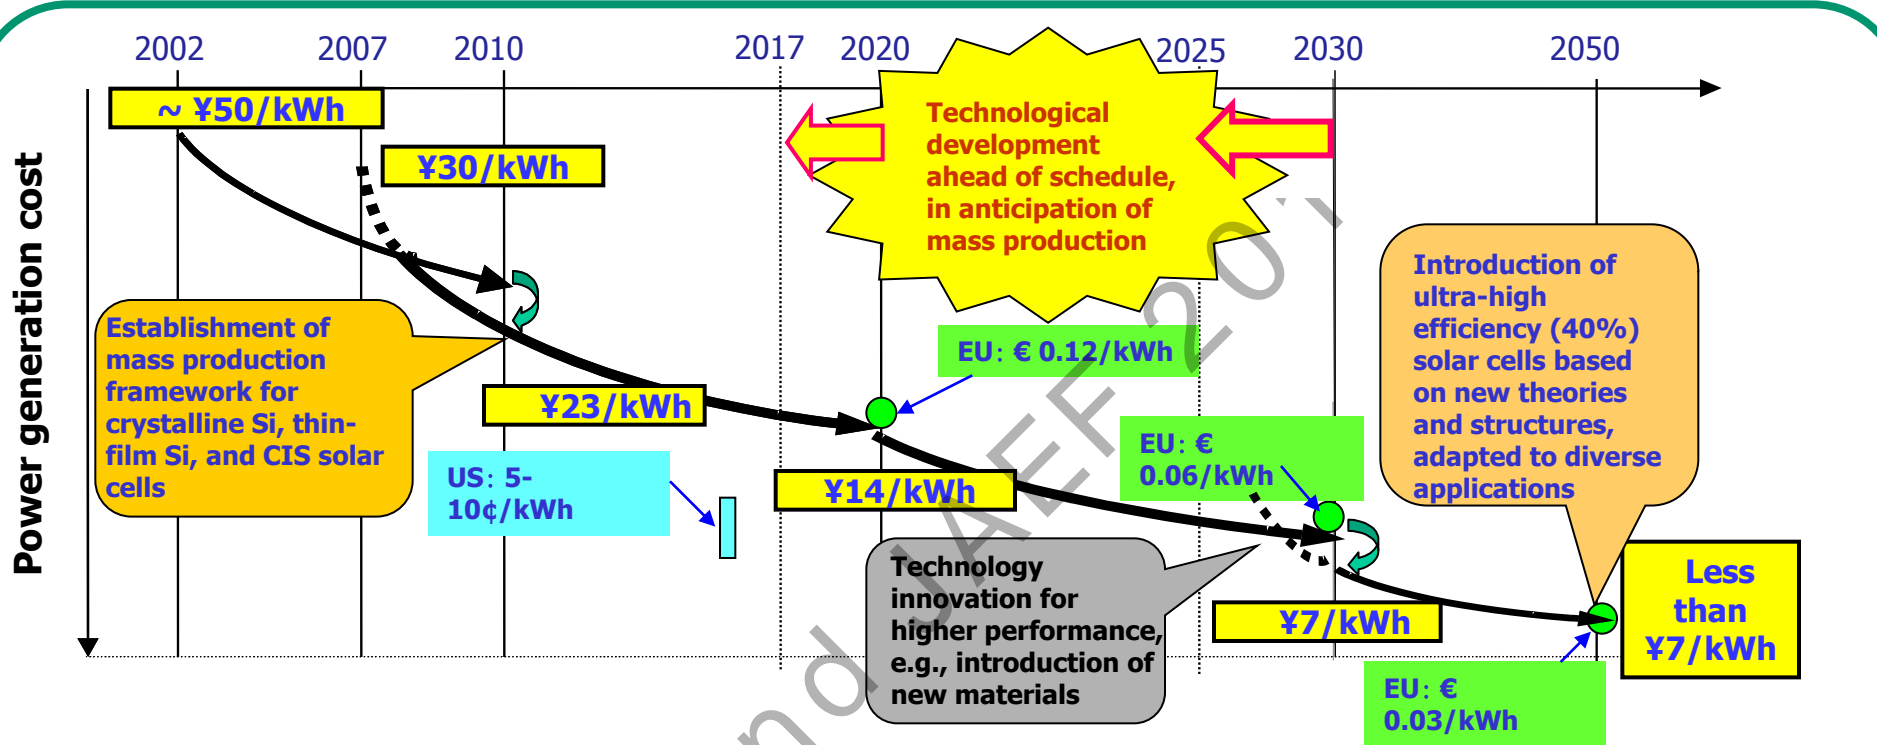 2002 2007 2010 2017 2020 2025 2030 2050
Power generation cost
~ ¥50/kWh
¥30/kWh
Technological
development
ahead of schedule,
in anticipation of
mass production
Establishment of
mass production
framework for
crystalline Si, thin-
film Si, and CIS solar
cells
¥23/kWh
US: 5-
10¢/kWh
EU: € 0.12/kWh
¥14/kWh
EU: €
0.06/kWh
Introduction of
ultra-high
efficiency (40%)
solar cells based
on new theories
and structures,
adapted to diverse
applications
Technology
innovation for
higher performance,
e.g., introduction of
new materials
¥7/kWh
Less
than
¥7/kWh
EU: €
0.03/kWh
nd JAEF